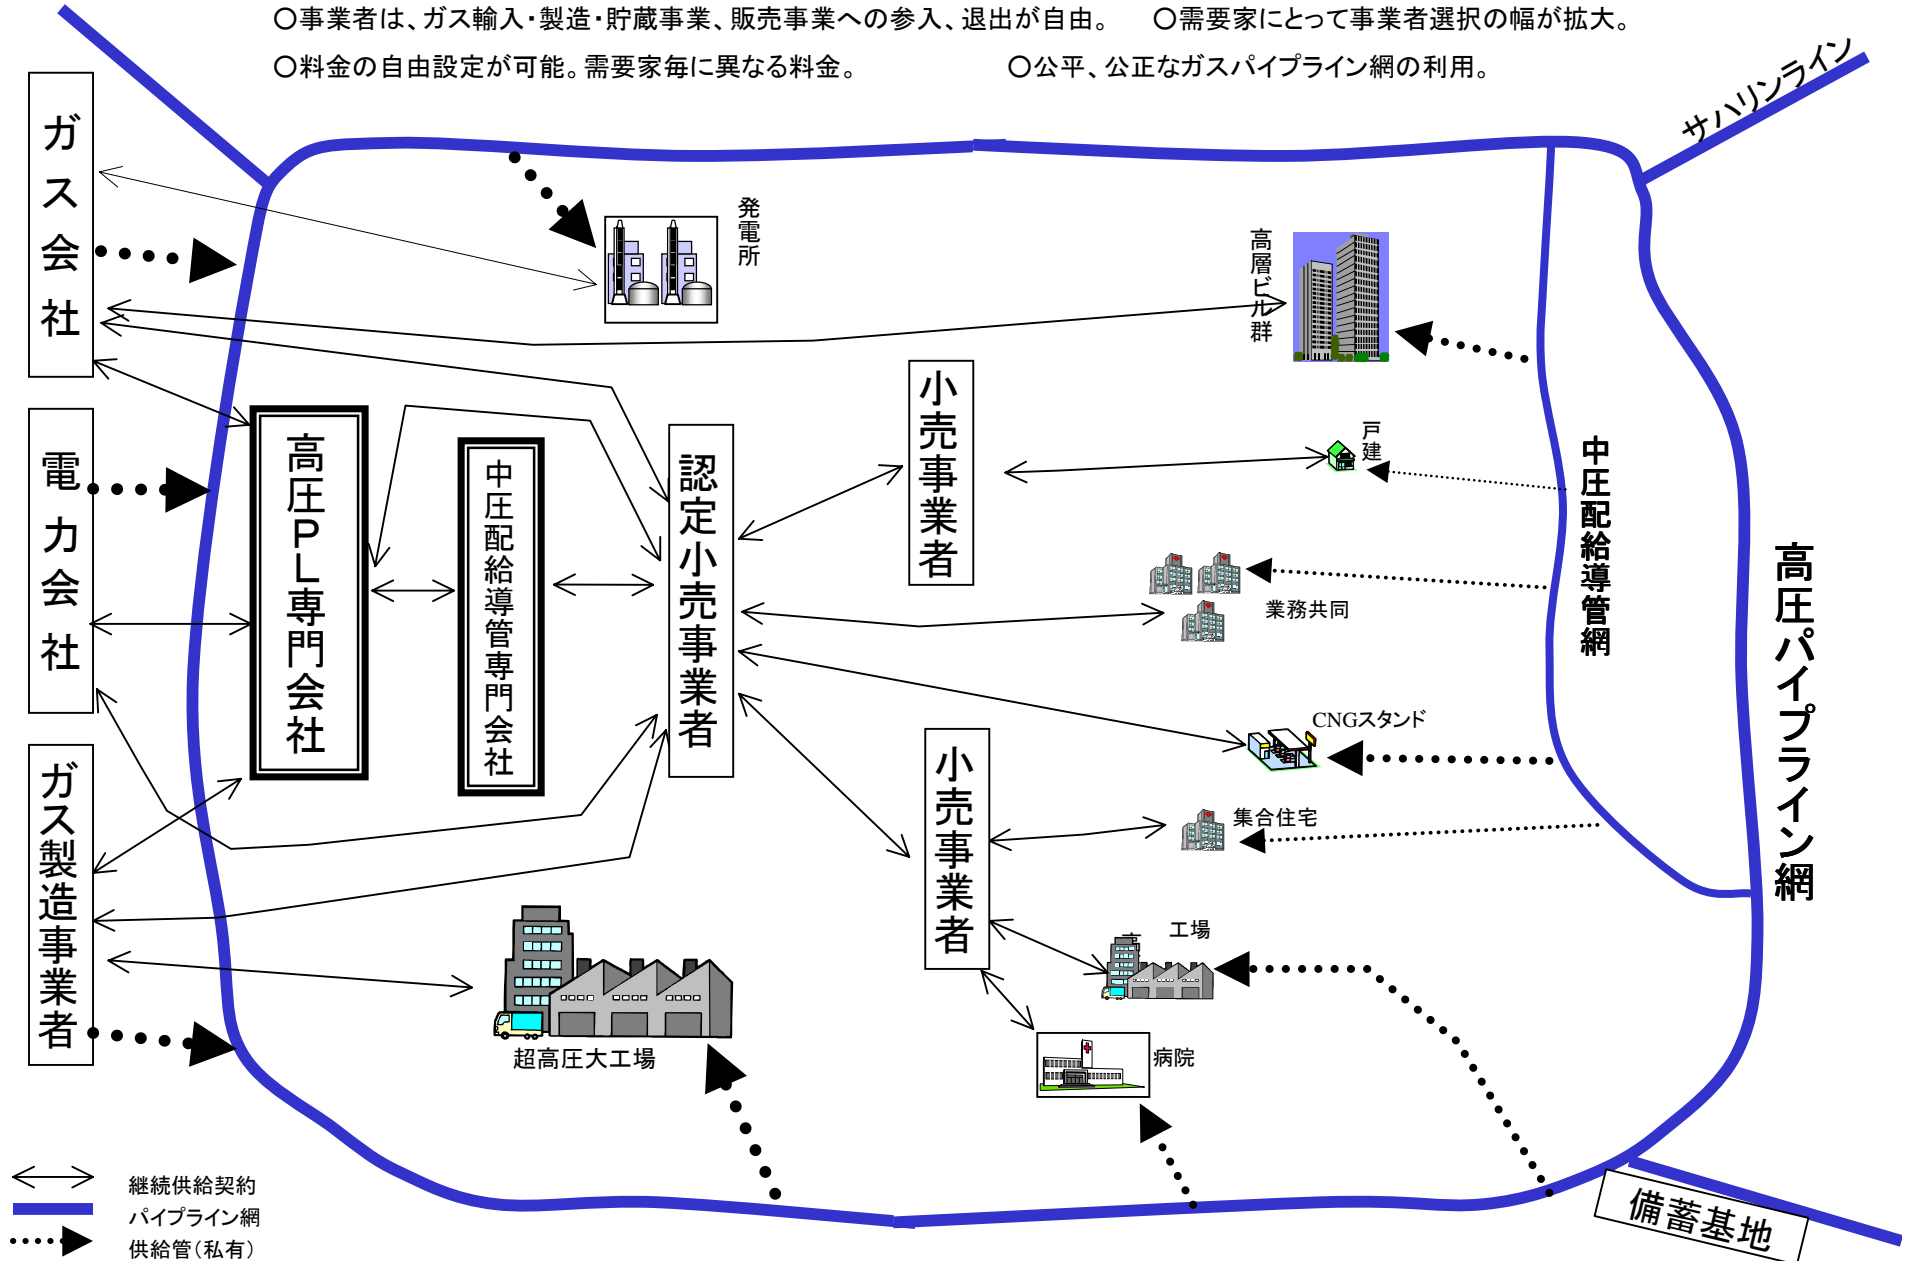 ○事業者は、ガス輸入・製造・貯蔵事業、販売事業への参入、退出が自由。
○需要家にとって事業者選択の幅が拡大。
○料金の自由設定が可能。需要家毎に異なる料金。
○公平、公正なガスパイプライン網の利用。
サハリンライン
ガス会社
発電所
高層ビル群
小売事業者
戸建
電力会社
高圧PL専門会社
中圧配給導管専門会社
認定小売事業者
中圧配給導管網
業務共同
高圧パイプライン網
CNGスタンド
ガス製造事業者
小売事業者
集合住宅
工場
超高圧大工場
病院
継続供給契約
パイプライン網
供給管(私有)
備蓄基地